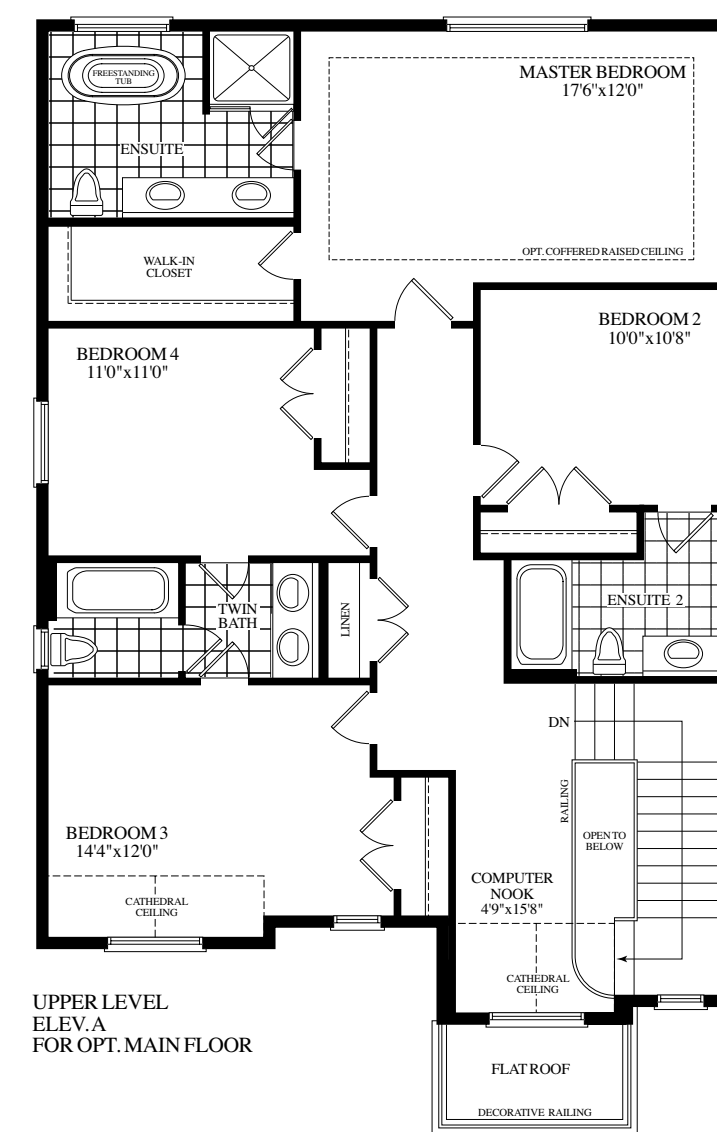 FREESTANDING
TUB
MASTER BEDROOM
17'6"x12'0"
ENSUITE
OPT. COFFERED RAISED CEILING
WALK-IN
CLOSET
BEDROOM 2
10'0"x10'8"
BEDROOM 4
11'0"x11'0"
TWIN
BATH
LINEN
ENSUITE 2
DN
RAILING
OPEN TO
BELOW
BEDROOM 3
14'4"x12'0"
CATHEDRAL
CEILING
COMPUTER
NOOK
4'9"x15'8"
CATHEDRAL
CEILING
UPPER LEVEL
ELEV. A
FOR OPT. MAIN FLOOR
FLAT ROOF
DECORATIVE RAILING